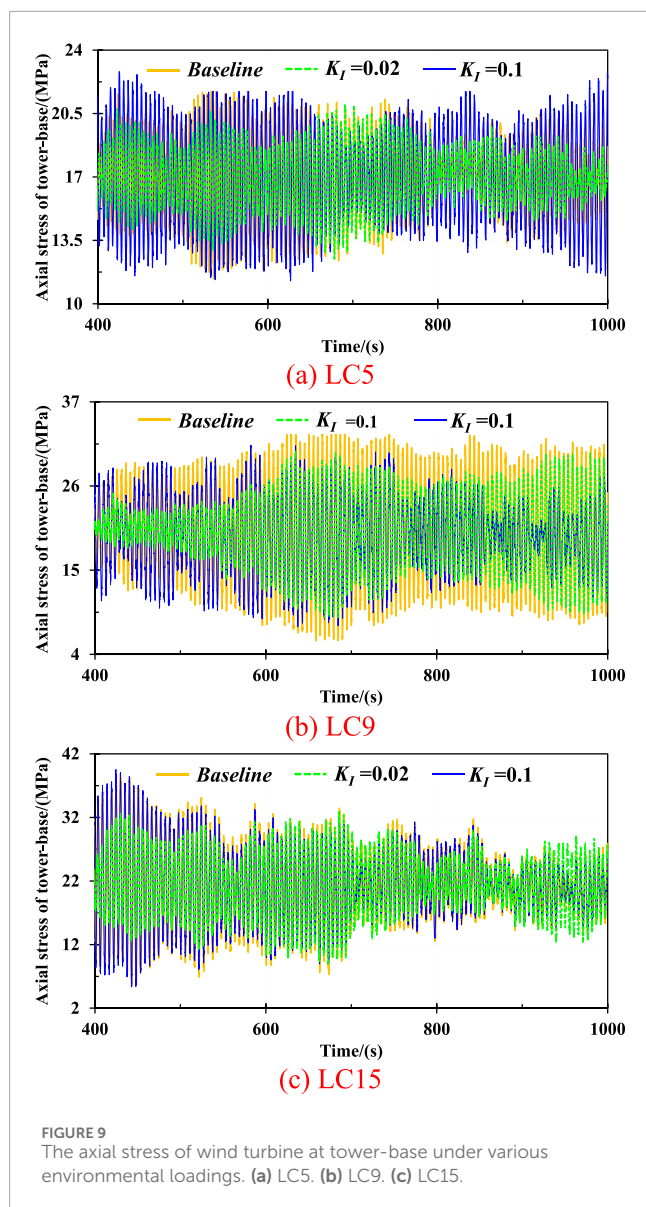 24
Baseline K_I =0.02 K_I =0.1
20.5
17
13.5
10
Axial stress of tower-base/(MPa)
400 600 800 1000
Time/(s)
(a) LC5
37
Baseline K_I =0.1 K_I =0.1
26
15
4
Axial stress of tower-base/(MPa)
400 600 800 1000
Time/(s)
(b) LC9
42
Baseline K_I =0.02 K_I =0.1
32
22
12
2
Axial stress of tower-base/(MPa)
400 600 800 1000
Time/(s)
(c) LC15
FIGURE 9
The axial stress of wind turbine at tower-base under various
environmental loadings. (a) LC5. (b) LC9. (c) LC15.